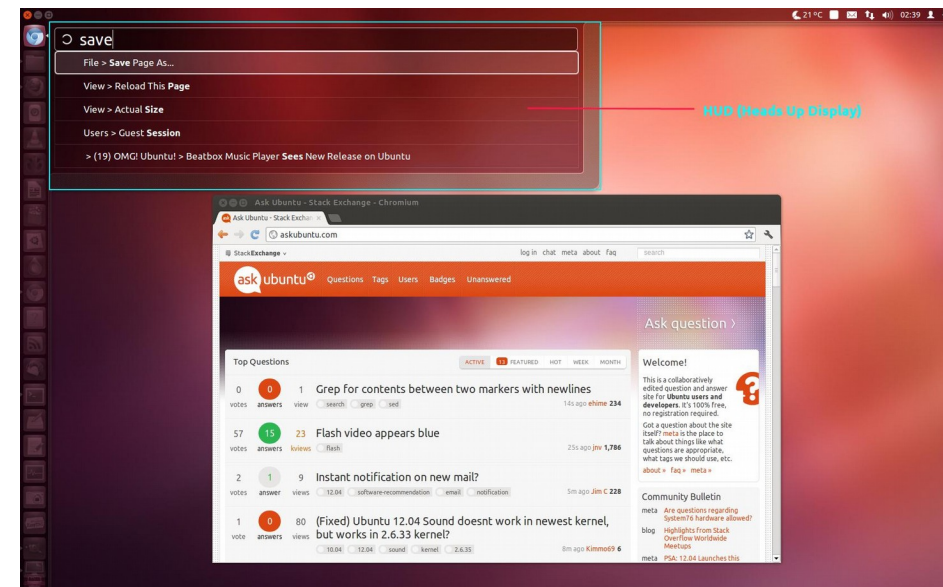 21 °C 02:39
save
File > Save Page As...
View > Reload This Page
View > Actual Size
Users > Guest Session
> (19) OMG! Ubuntu! > Beatbox Music Player Sees New Release on Ubuntu
HUD (Heads Up Display)
Ask Ubuntu - Stack Exchange - Chromium
Ask Ubuntu - Stack Exchan
askubuntu.com
StackExchange
log in chat meta about faq
search
ask ubuntu
Questions Tags Users Badges Unanswered
Ask question >
Top Questions
ACTIVE 13 FEATURED HOT WEEK MONTH
0 0 1 Grep for contents between two markers with newlines
votes answers view search grep sed 14s ago ehime 234
57 15 23 Flash video appears blue
votes answers kviews flash 25s ago jnv 1,786
2 1 9 Instant notification on new mail?
votes answer views 12.04 software-recommendation email notification 5m ago Jim C 228
1 0 80 (Fixed) Ubuntu 12.04 Sound doesnt work in newest kernel,
but works in 2.6.33 kernel?
vote answers views
10.04 12.04 sound kernel 2.6.35 8m ago Kimmo69 6
Welcome!
This is a collaboratively
edited question and answer
site for Ubuntu users and
developers. It's 100% free,
no registration required.
Got a question about the site
itself? meta is the place to
talk about things like what
questions are appropriate,
what tags we should use, etc.
about » faq » meta »
Community Bulletin
meta Are questions regarding
System76 hardware allowed?
blog Highlights from Stack
Overflow Worldwide
Meetups
meta PSA: 12.04 Launches this